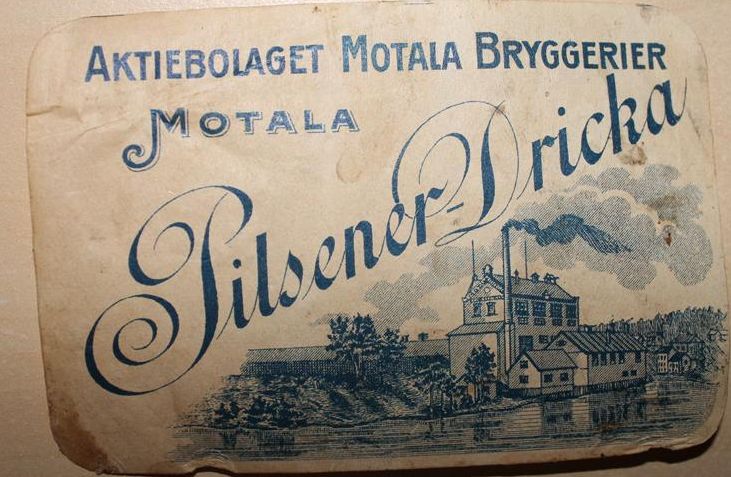 AKTIEBOLAGET MOTALA BRYGGERIER
MOTALA
Pilsener-Dricka